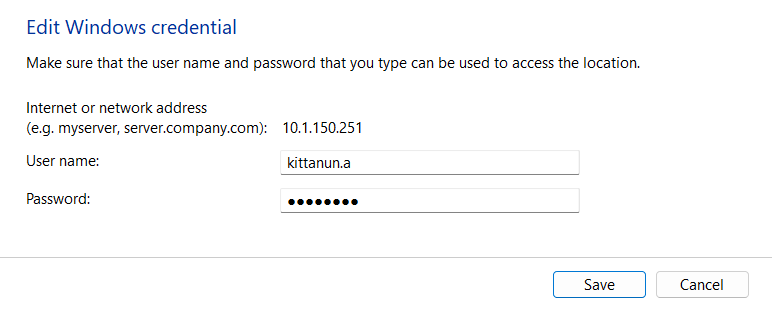 Edit Windows credential
Make sure that the user name and password that you type can be used to access the location.
Internet or network address
(e.g. myserver, server.company.com): 10.1.150.251
User name: kittanun.a
Password: ●●●●●●●●
Save Cancel